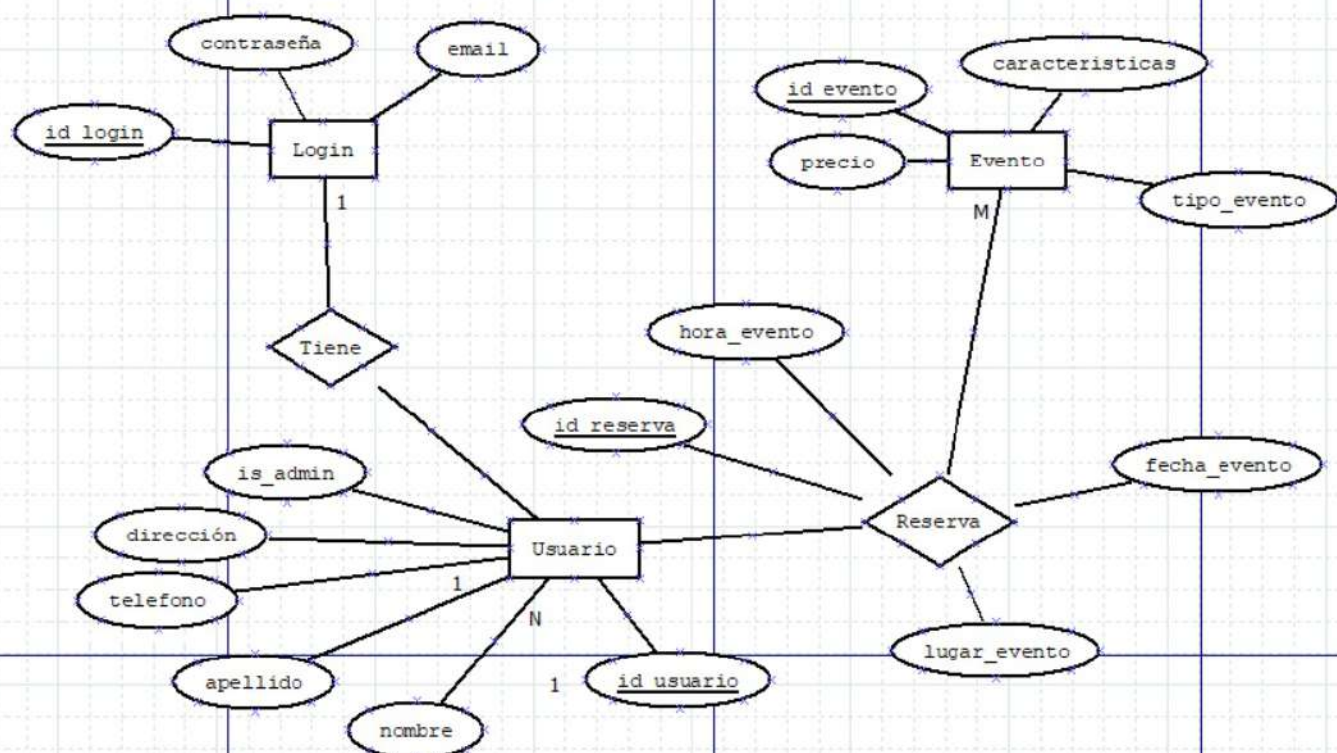 contraseña
email
id login
Login
1
Tiene
id evento
caracteristicas
precio
Evento
tipo_evento
M
hora_evento
id reserva
fecha_evento
Reserva
lugar_evento
is_admin
dirección
telefono
Usuario
1
N
apellido
1
id usuario
nombre